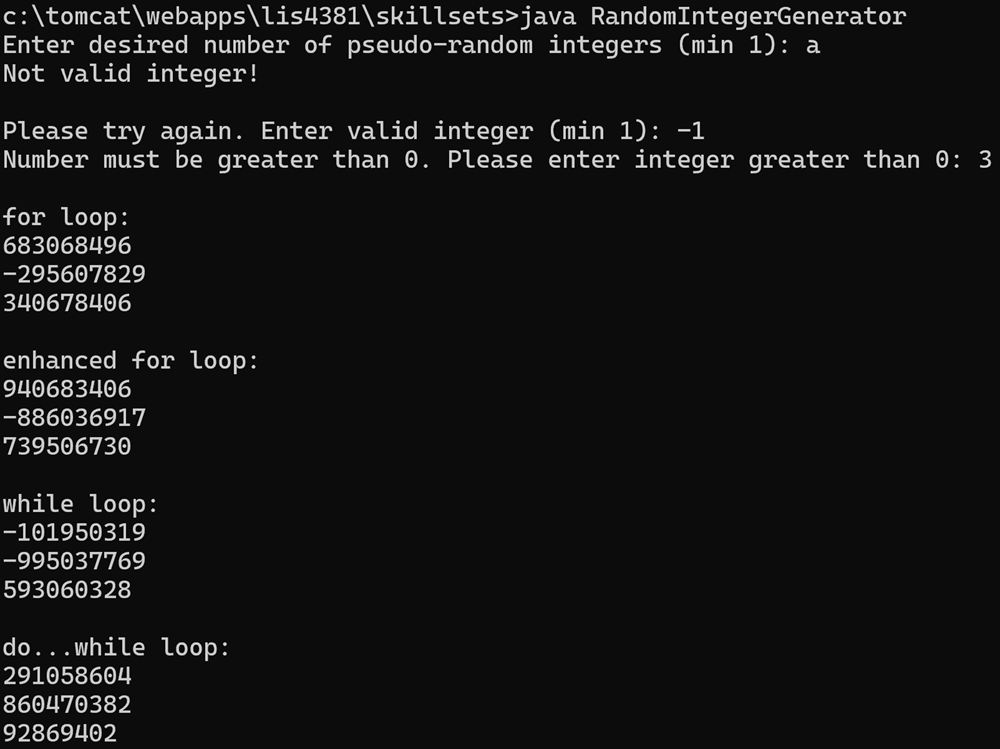 c:\tomcat\webapps\lis4381\skillsets>java RandomIntegerGenerator
Enter desired number of pseudo-random integers (min 1): a
Not valid integer!
Please try again. Enter valid integer (min 1): -1
Number must be greater than 0. Please enter integer greater than 0: 3
for loop:
683068496
-295607829
340678406
enhanced for loop:
940683406
-886036917
739506730
while loop:
-101950319
-995037769
593060328
do...while loop:
291058604
860470382
92869402